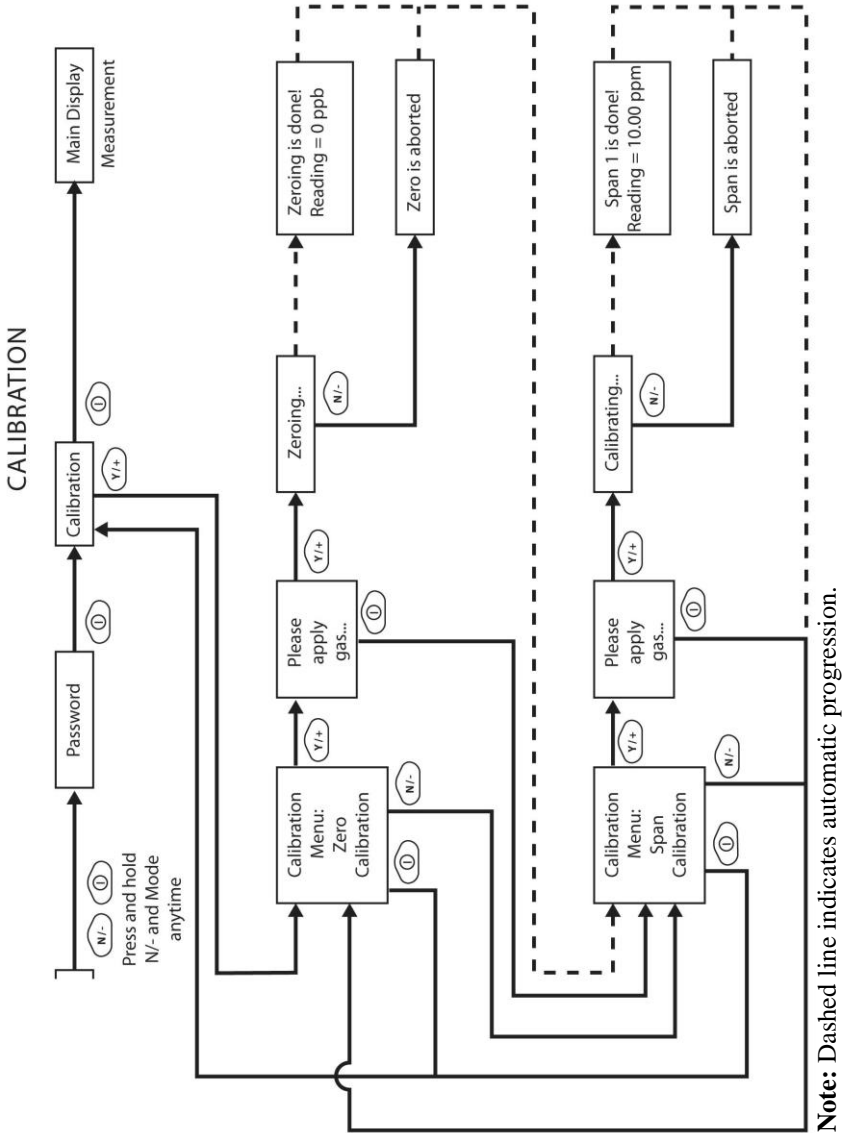 CALIBRATION
N/-
Press and hold
N/- and Mode
anytime
Password
Calibration
Y/+
Main Display
Measurement
Calibration
Menu:
Zero
Calibration
N/-
Y/+
Please
apply
gas...
Y/+
Zeroing...
N/-
Zeroing is done!
Reading = 0 ppb
Zero is aborted
Calibration
Menu:
Span
Calibration
N/-
Y/+
Please
apply
gas...
Y/+
Calibrating...
N/-
Span 1 is done!
Reading = 10.00 ppm
Span is aborted
Note: Dashed line indicates automatic progression.